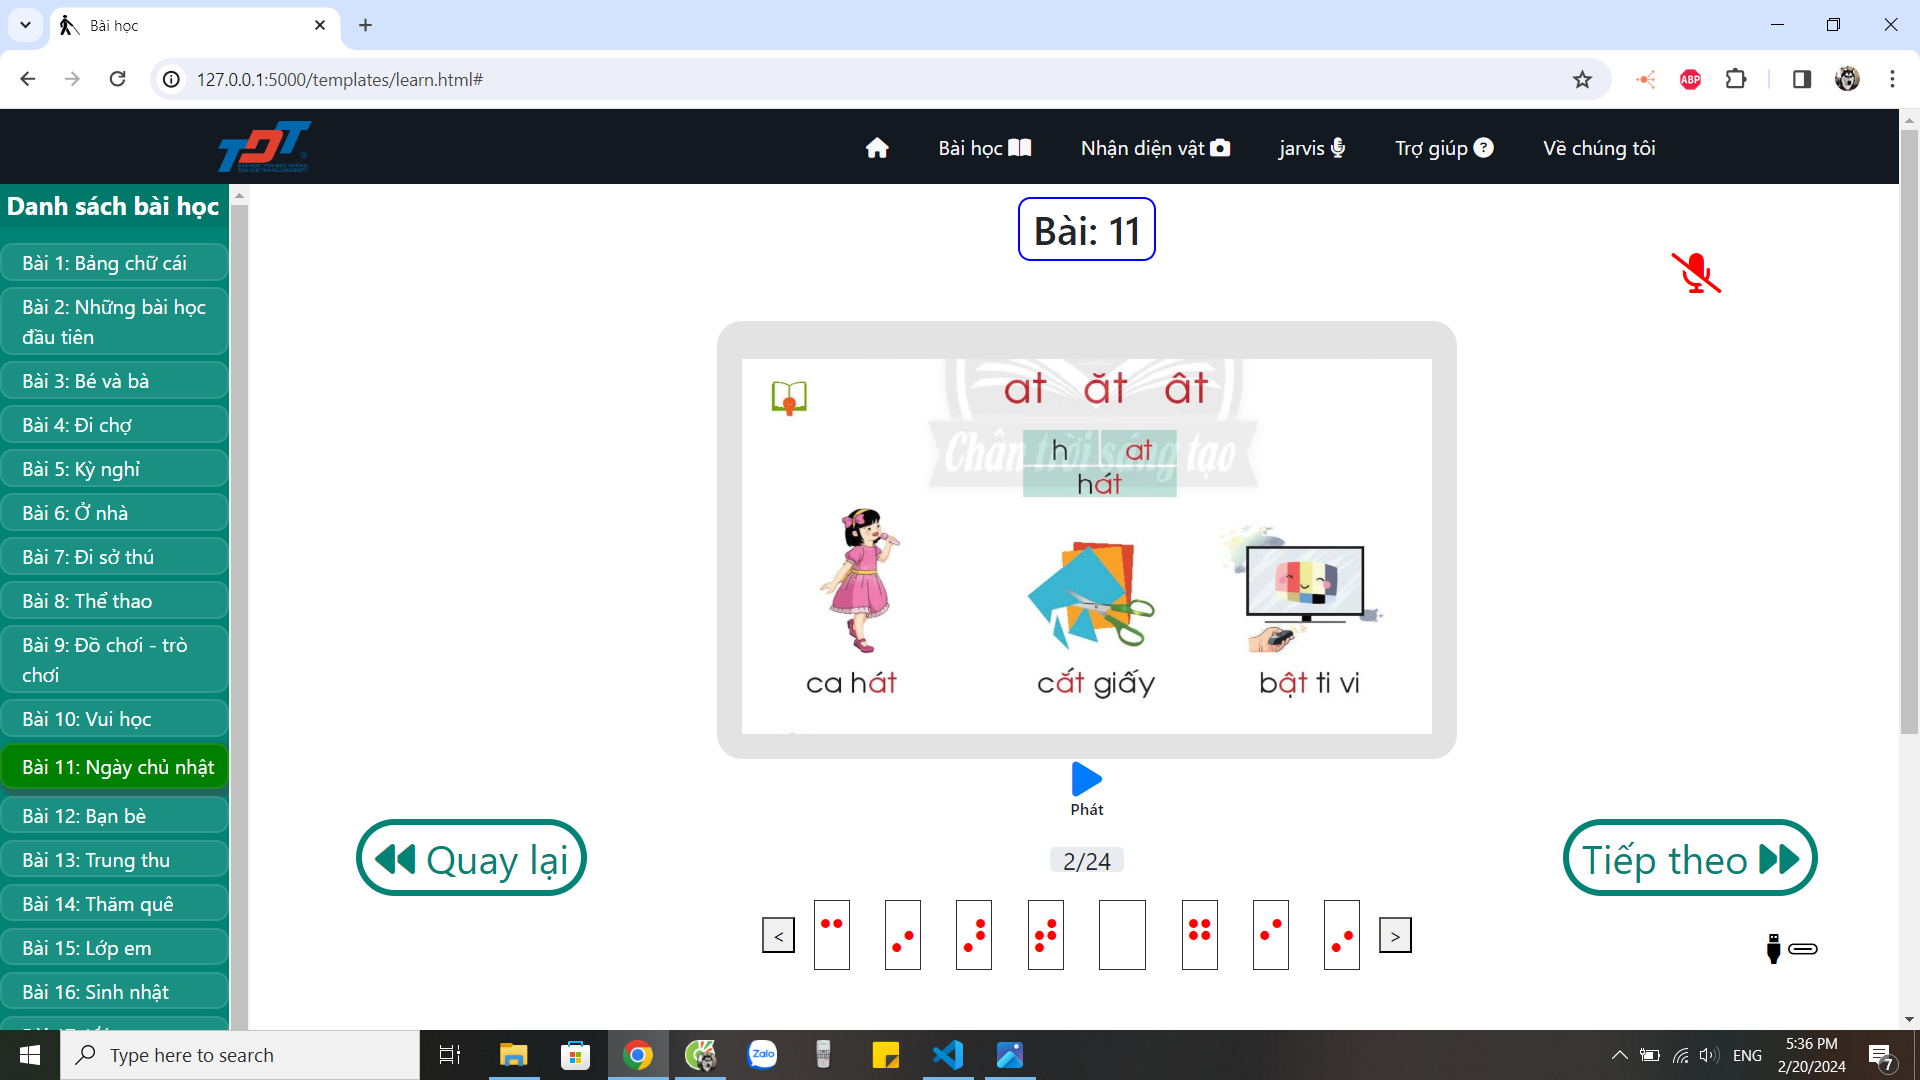 Bài học
127.0.0.1:5000/templates/learn.html#
ABP
TDT
Bài học
Nhận diện vật
jarvis
Trợ giúp
Về chúng tôi
Danh sách bài học
Bài 1: Bảng chữ cái
Bài 2: Những bài học
đầu tiên
Bài 3: Bé và bà
Bài 4: Đi chợ
Bài 5: Kỳ nghỉ
Bài 6: Ở nhà
Bài 7: Đi sở thú
Bài 8: Thể thao
Bài 9: Đồ chơi - trò
chơi
Bài 10: Vui học
Bài 11: Ngày chủ nhật
Bài 12: Bạn bè
Bài 13: Trung thu
Bài 14: Thăm quê
Bài 15: Lớp em
Bài 16: Sinh nhật
Bài: 11
at ăt ât
Chân trời sáng tạo
h at
hát
ca hát
cắt giấy
bật ti vi
Phát
Quay lại
2/24
Tiếp theo
<
>
Type here to search
Zalo
ENG
5:36 PM
2/20/2024
7